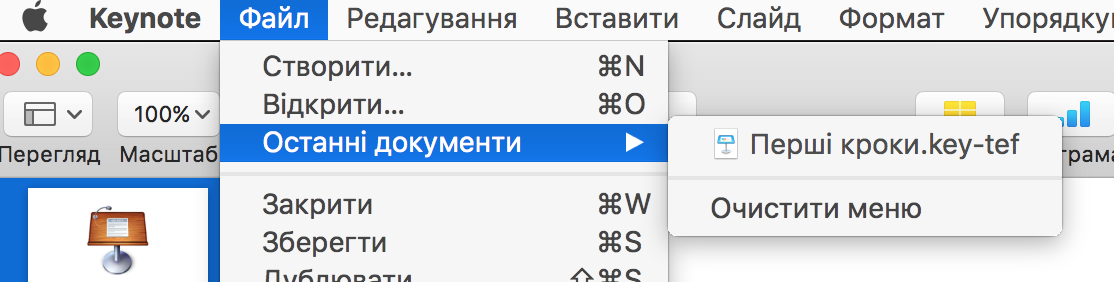 Keynote Файл Редагування Вставити Слайд Формат Упорядку
Створити... ⌘N
Відкрити... ⌘O
100%
Останні документи ▶
Перегляд Масштаб
Перші кроки.key-tef
Закрити ⌘W
Очистити меню
Зберегти ⌘S
Дублювати ⇧⌘S